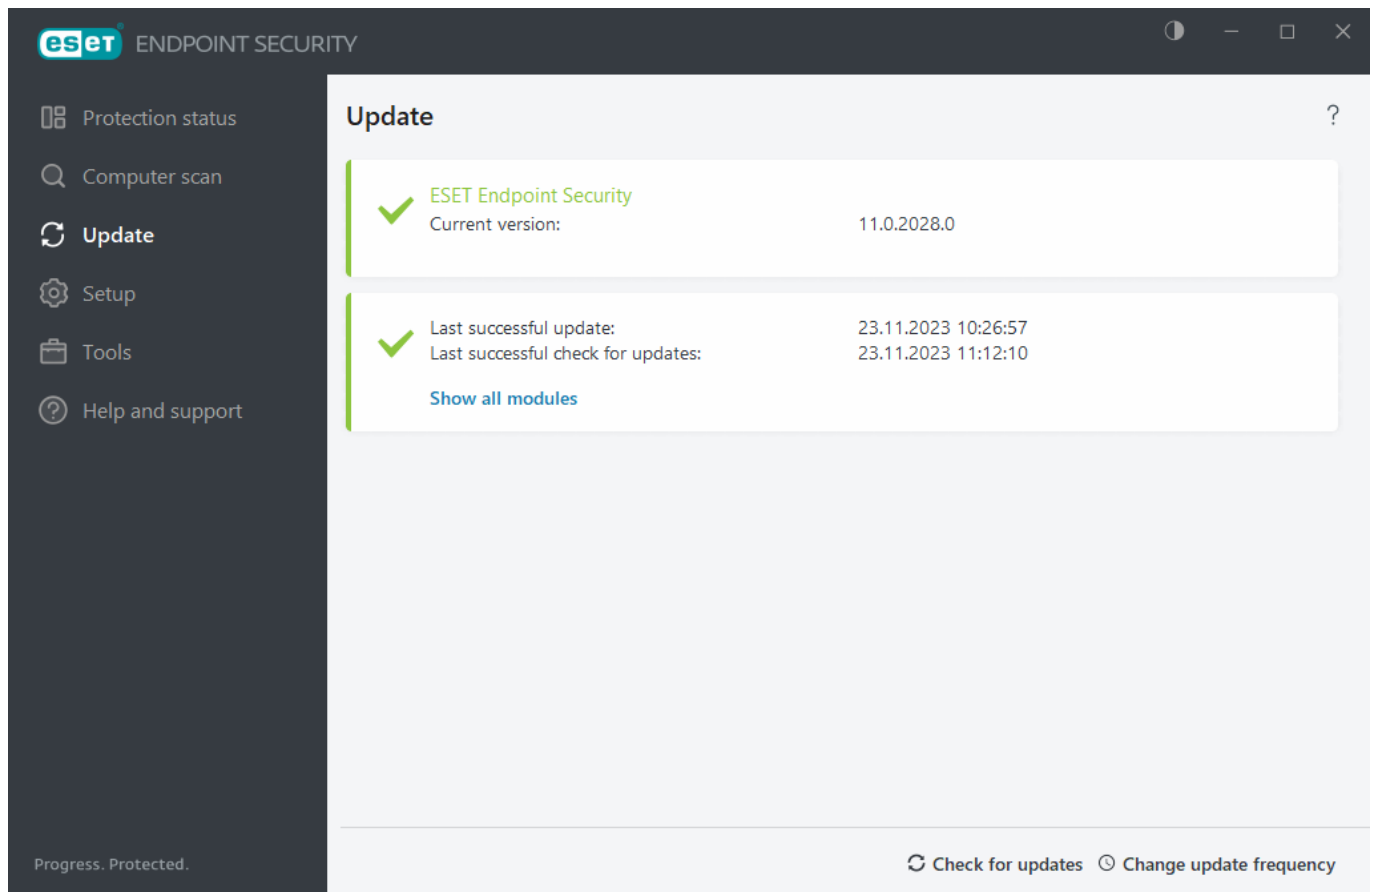 eset ENDPOINT SECURITY
Protection status
Computer scan
Update
Setup
Tools
Help and support
Progress. Protected.
Update
?
ESET Endpoint Security
Current version: 11.0.2028.0
Last successful update: 23.11.2023 10:26:57
Last successful check for updates: 23.11.2023 11:12:10
Show all modules
Check for updates Change update frequency